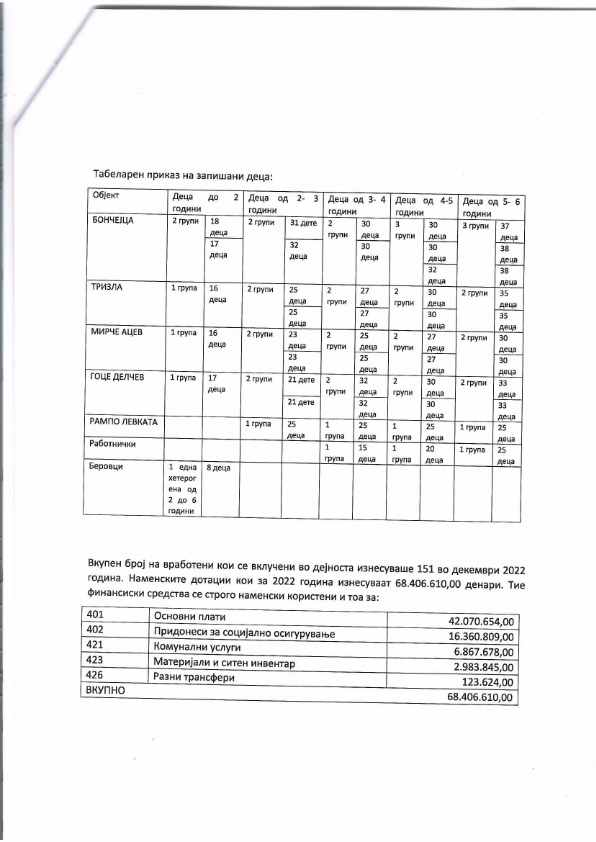 Табеларен приказ на запишани деца:
Објект Деца до 2 години Деца од 2- 3 години Деца од 3- 4 години Деца од 4-5 години Деца од 5- 6 години
БОНЧЕЈЦА 2 групи 18 деца 2 групи 31 дете 2 групи 30 деца 3 групи 30 деца 3 групи 37 деца
17 деца 32 деца 30 деца 30 деца 38 деца
32 деца 38 деца
ТРИЗЛА 1 група 16 деца 2 групи 25 деца 2 групи 27 деца 2 групи 30 деца 2 групи 35 деца
25 деца 27 деца 30 деца 35 деца
МИРЧЕ АЦЕВ 1 група 16 деца 2 групи 23 деца 2 групи 25 деца 2 групи 27 деца 2 групи 30 деца
23 деца 25 деца 27 деца 30 деца
ГОЦЕ ДЕЛЧЕВ 1 група 17 деца 2 групи 21 дете 2 групи 32 деца 2 групи 30 деца 2 групи 33 деца
21 дете 32 деца 30 деца 33 деца
РАМПО ЛЕВКАТА 1 група 25 деца 1 група 25 деца 1 група 25 деца 1 група 25 деца
Работнички 1 група 15 деца 1 група 20 деца 1 група 25 деца
Беровци 1 една хетерог ена од 2 до 6 години 8 деца
Вкупен број на вработени кои се вклучени во дејноста изнесуваше 151 во декември 2022
година. Наменските дотации кои за 2022 година изнесуваат 68.406.610,00 денари. Тие
финансиски средства се строго наменски користени и тоа за:
401 Основни плати 42.070.654,00
402 Придонеси за социјално осигурување 16.360.809,00
421 Комунални услуги 6.867.678,00
423 Материјали и ситен инвентар 2.983.845,00
426 Разни трансфери 123.624,00
ВКУПНО 68.406.610,00